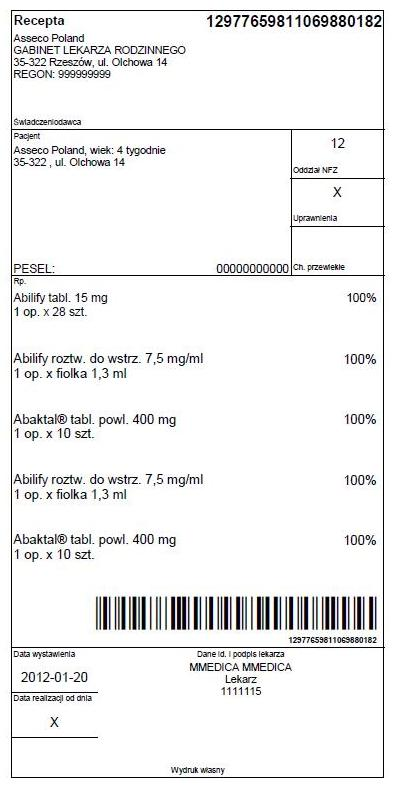 Recepta 12977659811069880182
Asseco Poland
GABINET LEKARZA RODZINNEGO
35-322 Rzeszów, ul. Olchowa 14
REGON: 999999999
Świadczeniodawca
Pacjent
Asseco Poland, wiek: 4 tygodnie
35-322 , ul. Olchowa 14
12
Oddział NFZ
X
Uprawnienia
PESEL: 00000000000
Ch. przewlekłe
Rp.
Abilify tabl. 15 mg 100%
1 op. x 28 szt.
Abilify roztw. do wstrz. 7,5 mg/ml 100%
1 op. x fiolka 1,3 ml
Abaktal® tabl. powl. 400 mg 100%
1 op. x 10 szt.
Abilify roztw. do wstrz. 7,5 mg/ml 100%
1 op. x fiolka 1,3 ml
Abaktal® tabl. powl. 400 mg 100%
1 op. x 10 szt.
12977659811069880182
Data wystawienia
2012-01-20
Data realizacji od dnia
X
Dane id. i podpis lekarza
MMEDICA MMEDICA
Lekarz
1111115
Wydruk własny